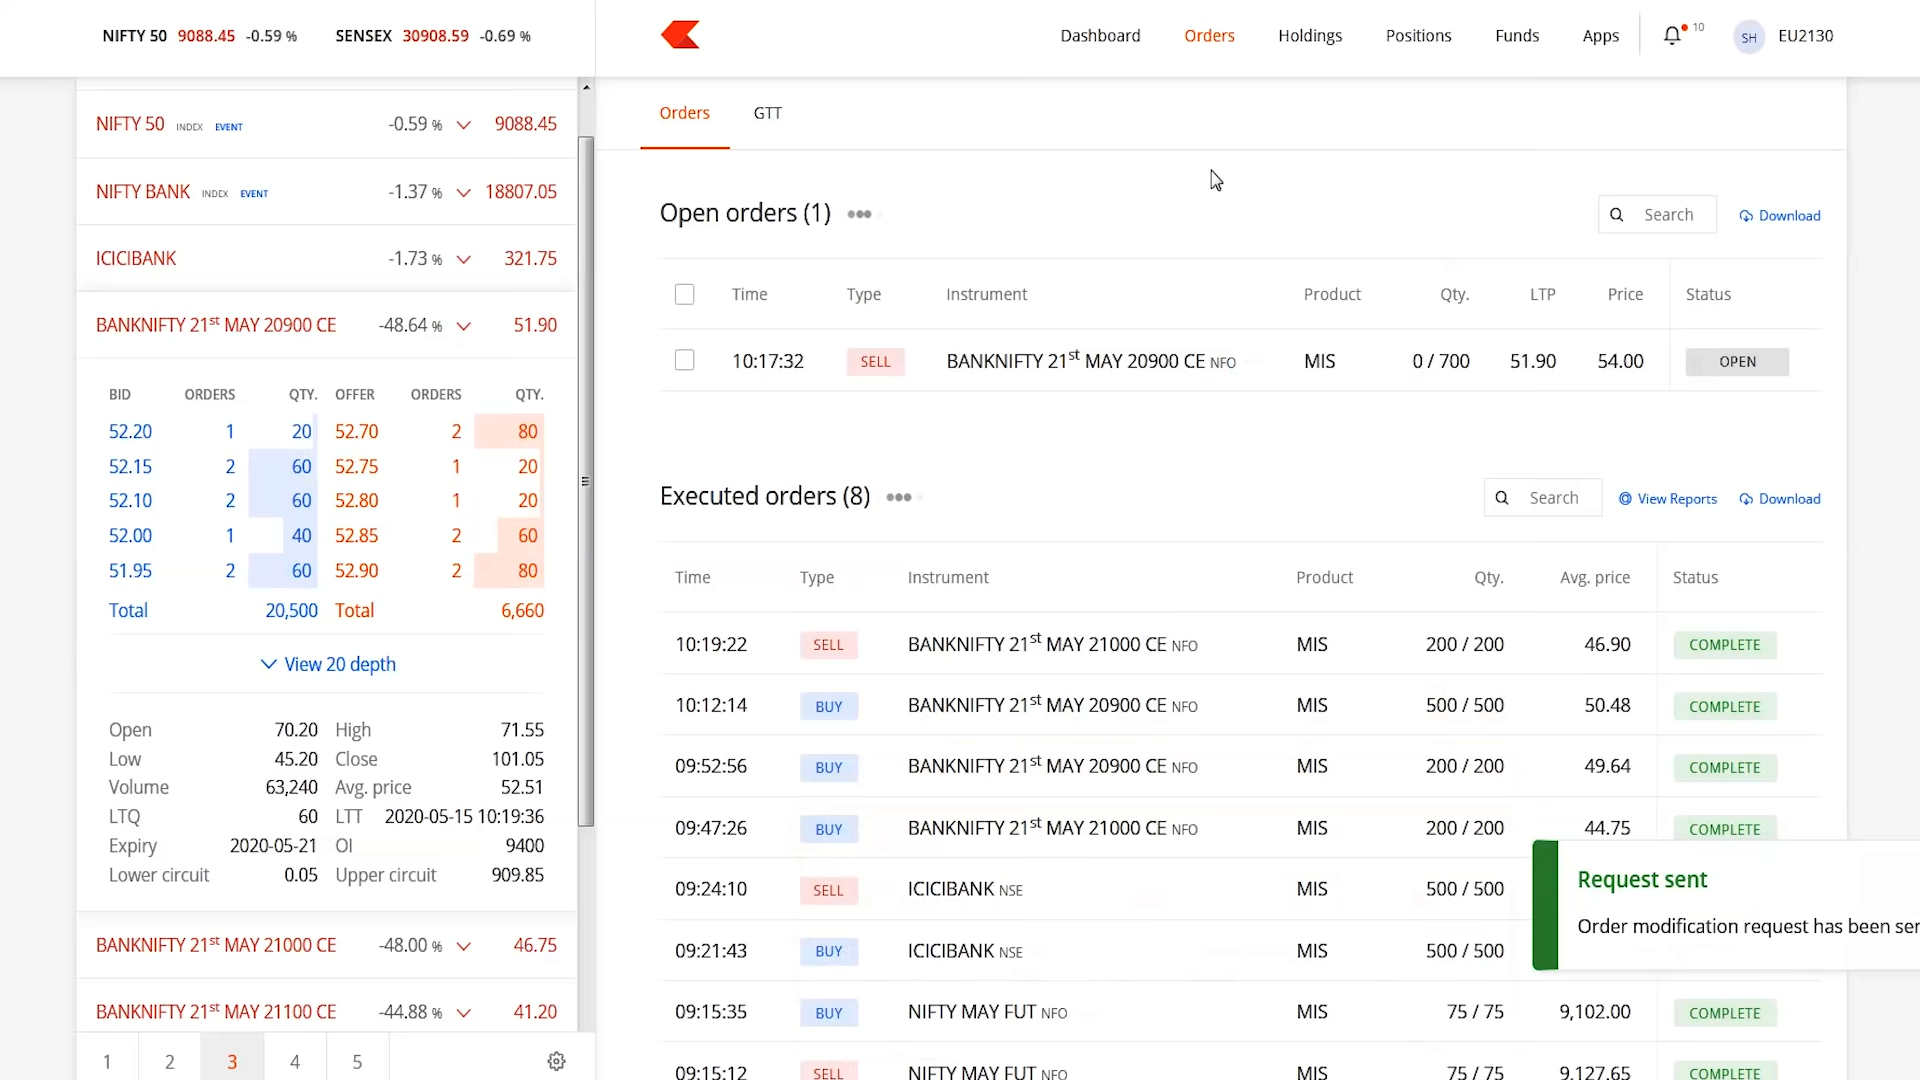 NIFTY 50 9088.45 -0.59 % SENSEX 30908.59 -0.69 %
Dashboard Orders Holdings Positions Funds Apps 10 SH EU2130
NIFTY 50 INDEX EVENT -0.59 % 9088.45
NIFTY BANK INDEX EVENT -1.37 % 18807.05
ICICIBANK -1.73 % 321.75
BANKNIFTY 21st MAY 20900 CE -48.64 % 51.90
BID ORDERS QTY. OFFER ORDERS QTY.
52.20 1 20 52.70 2 80
52.15 2 60 52.75 1 20
52.10 2 60 52.80 1 20
52.00 1 40 52.85 2 60
51.95 2 60 52.90 2 80
Total 20,500 Total 6,660
View 20 depth
Open 70.20 High 71.55
Low 45.20 Close 101.05
Volume 63,240 Avg. price 52.51
LTQ 60 LTT 2020-05-15 10:19:36
Expiry 2020-05-21 OI 9400
Lower circuit 0.05 Upper circuit 909.85
BANKNIFTY 21st MAY 21000 CE -48.00 % 46.75
BANKNIFTY 21st MAY 21100 CE -44.88 % 41.20
1 2 3 4 5
Orders GTT
Open orders (1) Search Download
Time Type Instrument Product Qty. LTP Price Status
10:17:32 SELL BANKNIFTY 21st MAY 20900 CE NFO MIS 0 / 700 51.90 54.00 OPEN
Executed orders (8) Search View Reports Download
Time Type Instrument Product Qty. Avg. price Status
10:19:22 SELL BANKNIFTY 21st MAY 21000 CE NFO MIS 200 / 200 46.90 COMPLETE
10:12:14 BUY BANKNIFTY 21st MAY 20900 CE NFO MIS 500 / 500 50.48 COMPLETE
09:52:56 BUY BANKNIFTY 21st MAY 20900 CE NFO MIS 200 / 200 49.64 COMPLETE
09:47:26 BUY BANKNIFTY 21st MAY 21000 CE NFO MIS 200 / 200 44.75 COMPLETE
09:24:10 SELL ICICIBANK NSE MIS 500 / 500
09:21:43 BUY ICICIBANK NSE MIS 500 / 500
09:15:35 BUY NIFTY MAY FUT NFO MIS 75 / 75 9,102.00 COMPLETE
09:15:12 SELL NIFTY MAY FUT NFO MIS 75 / 75 9,127.65 COMPLETE
Request sent
Order modification request has been